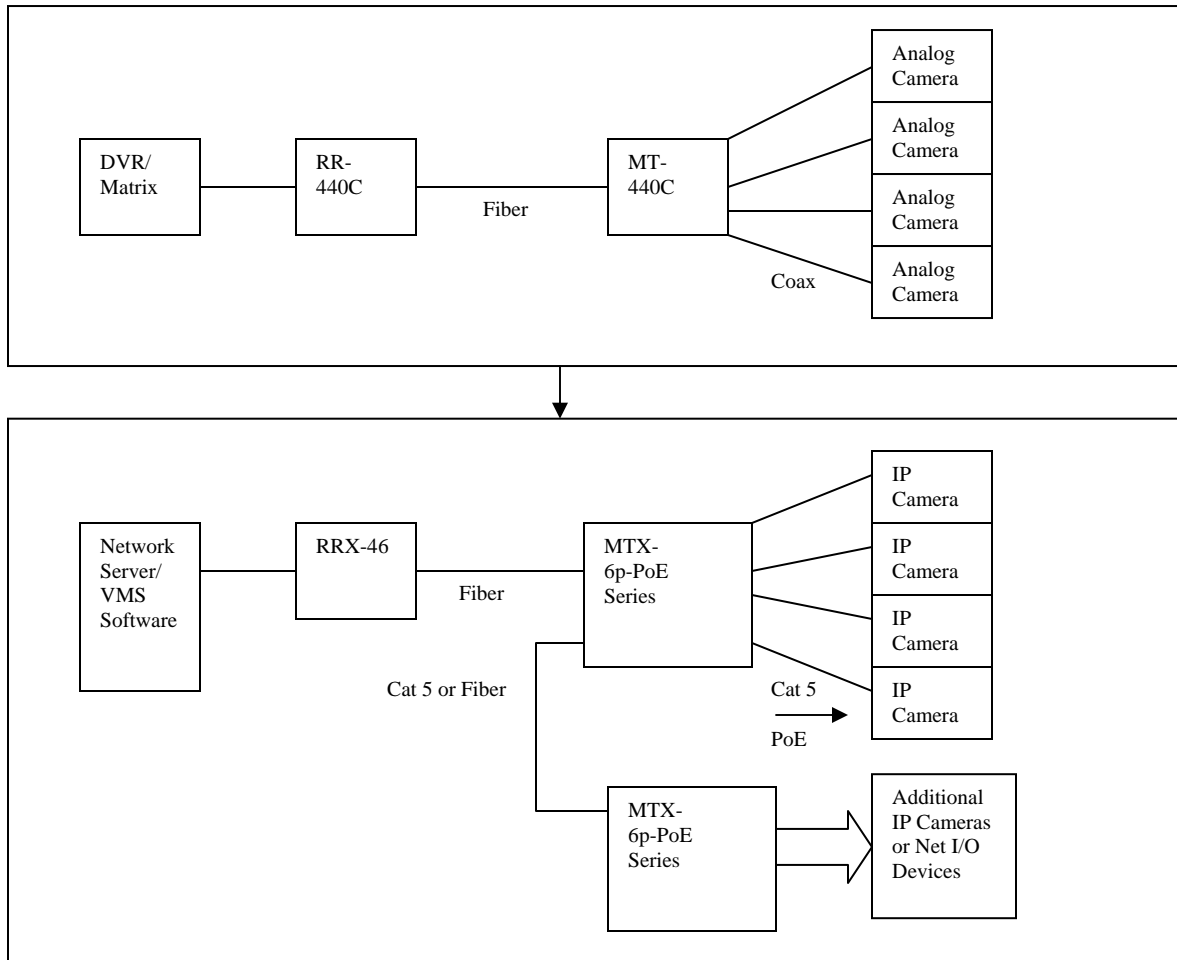 DVR/
Matrix
RR-
440C
Fiber
MT-
440C
Coax
Analog
Camera
Analog
Camera
Analog
Camera
Analog
Camera
Network
Server/
VMS
Software
RRX-46
Fiber
MTX-
6p-PoE
Series
IP
Camera
IP
Camera
IP
Camera
IP
Camera
Cat 5 or Fiber
Cat 5
PoE
MTX-
6p-PoE
Series
Additional
IP Cameras
or Net I/O
Devices